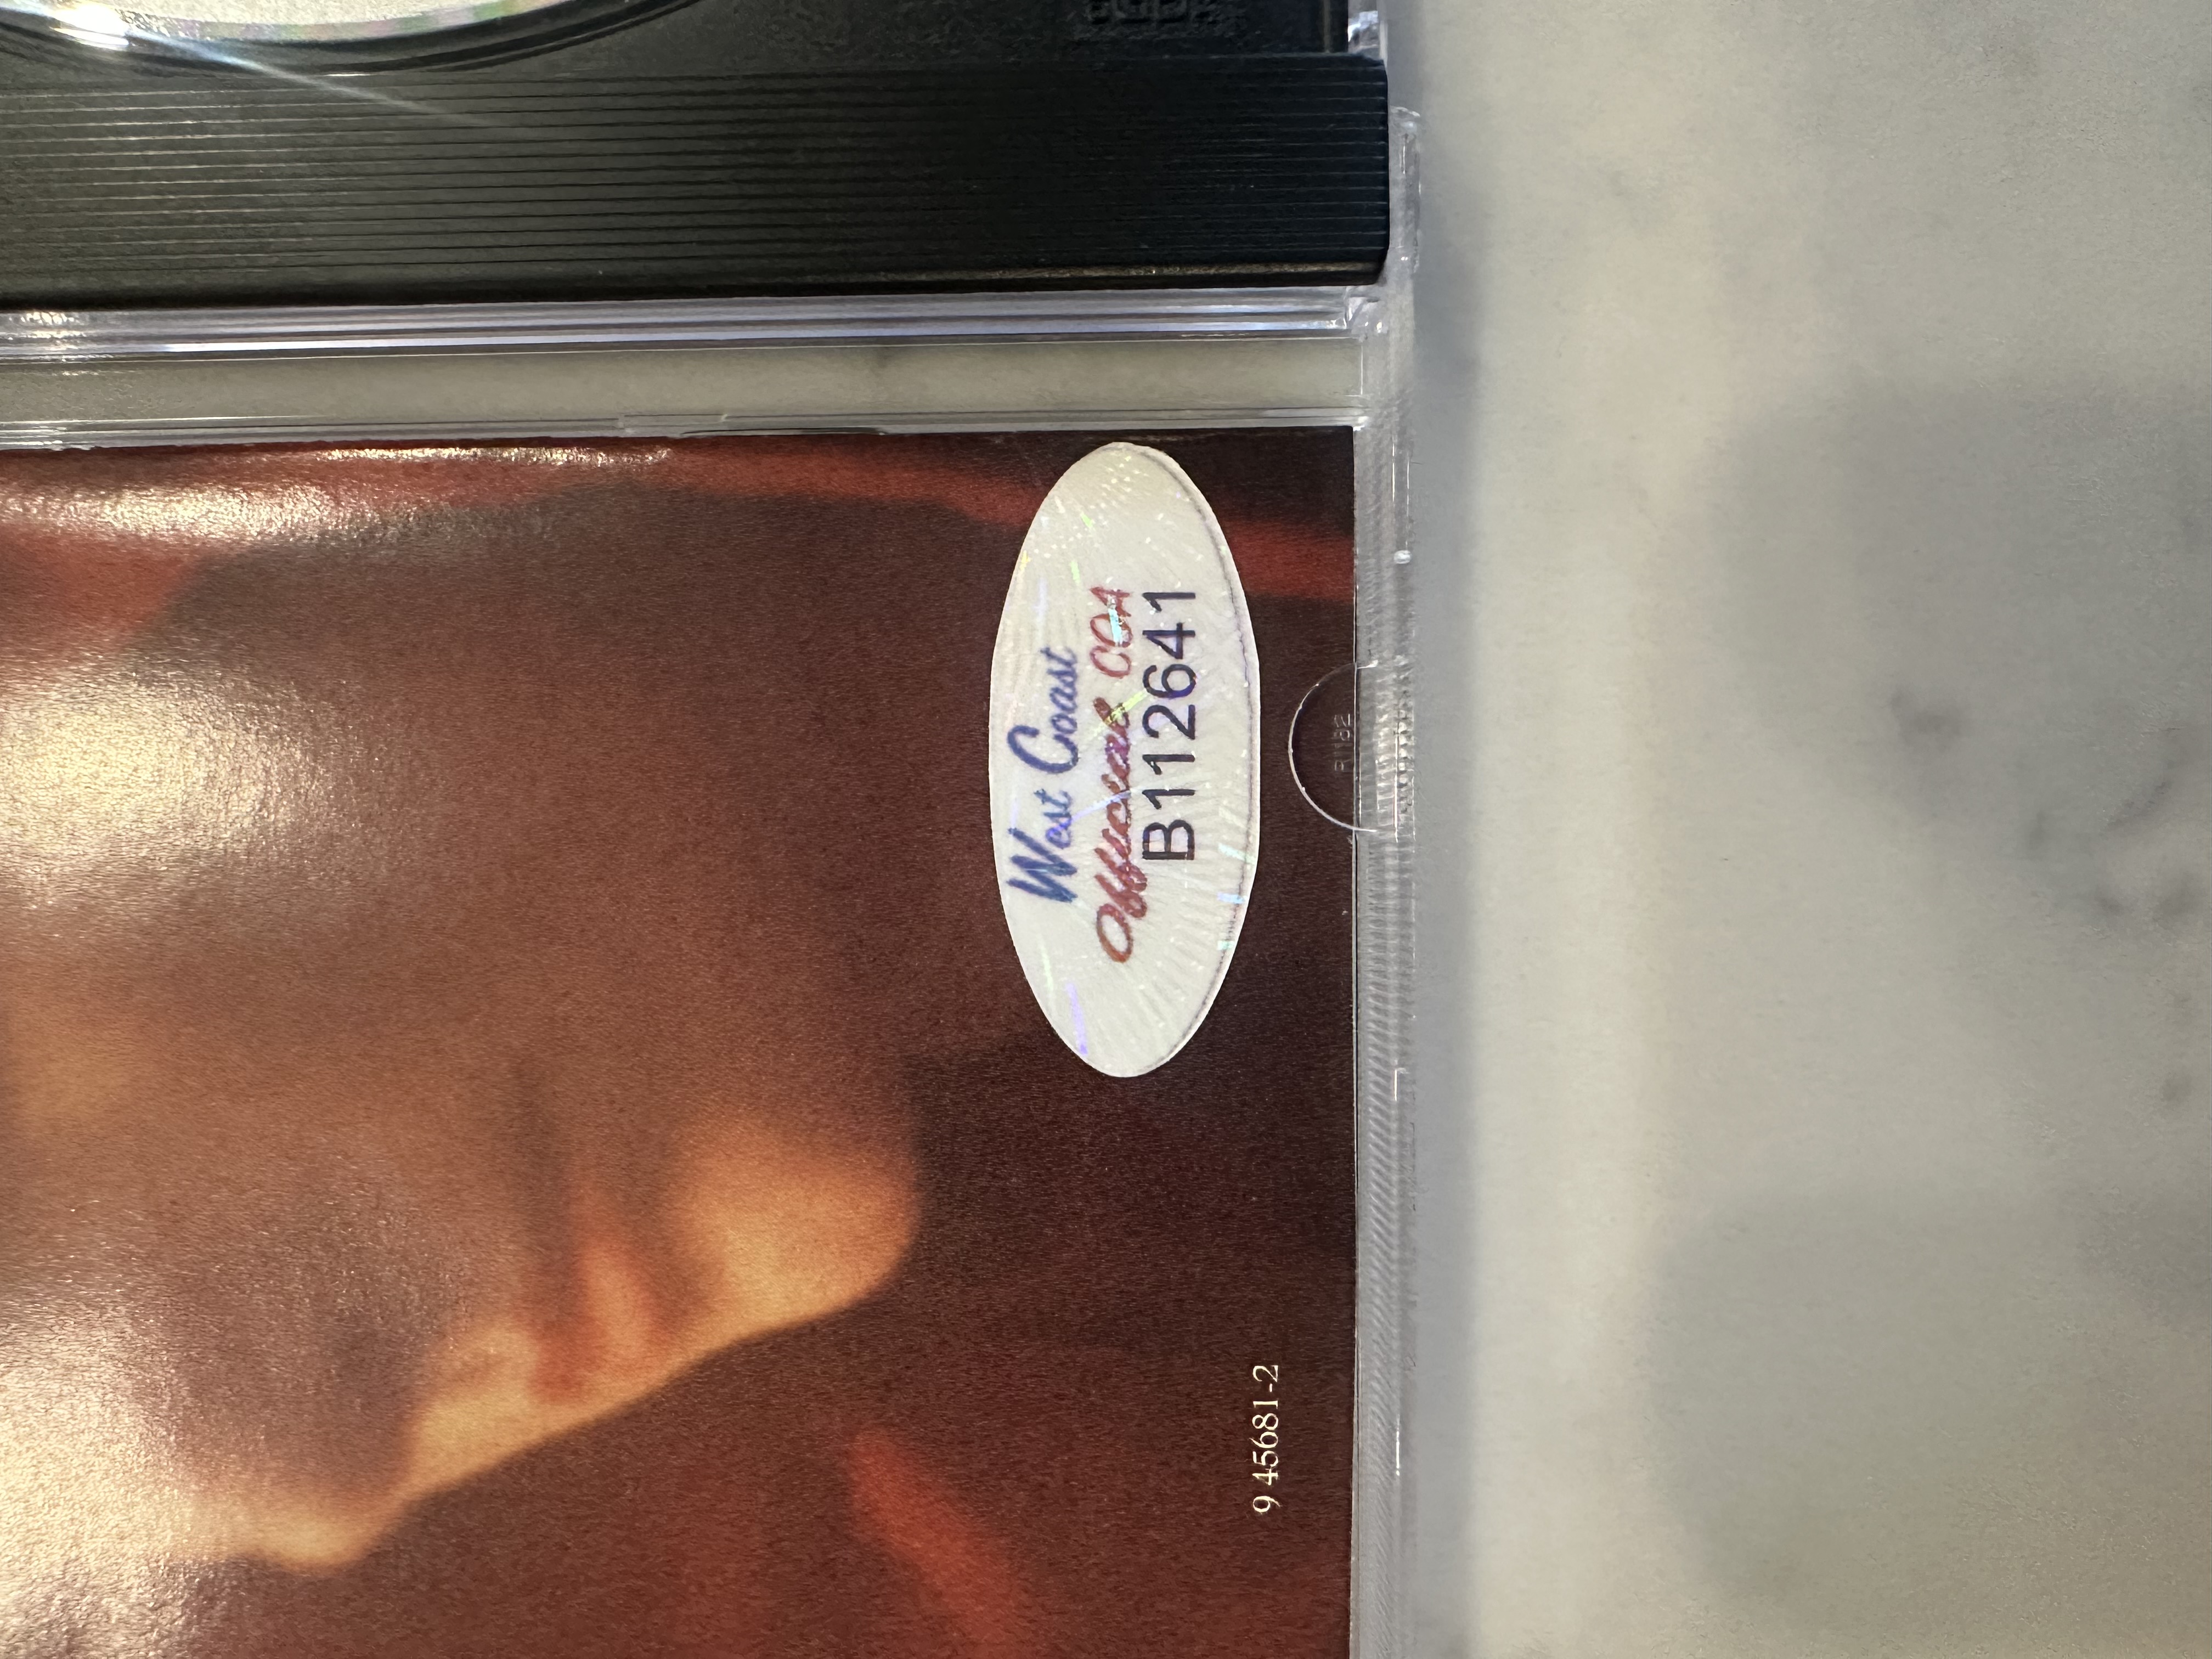 West Coast
Official COA
B112641
9 45681-2